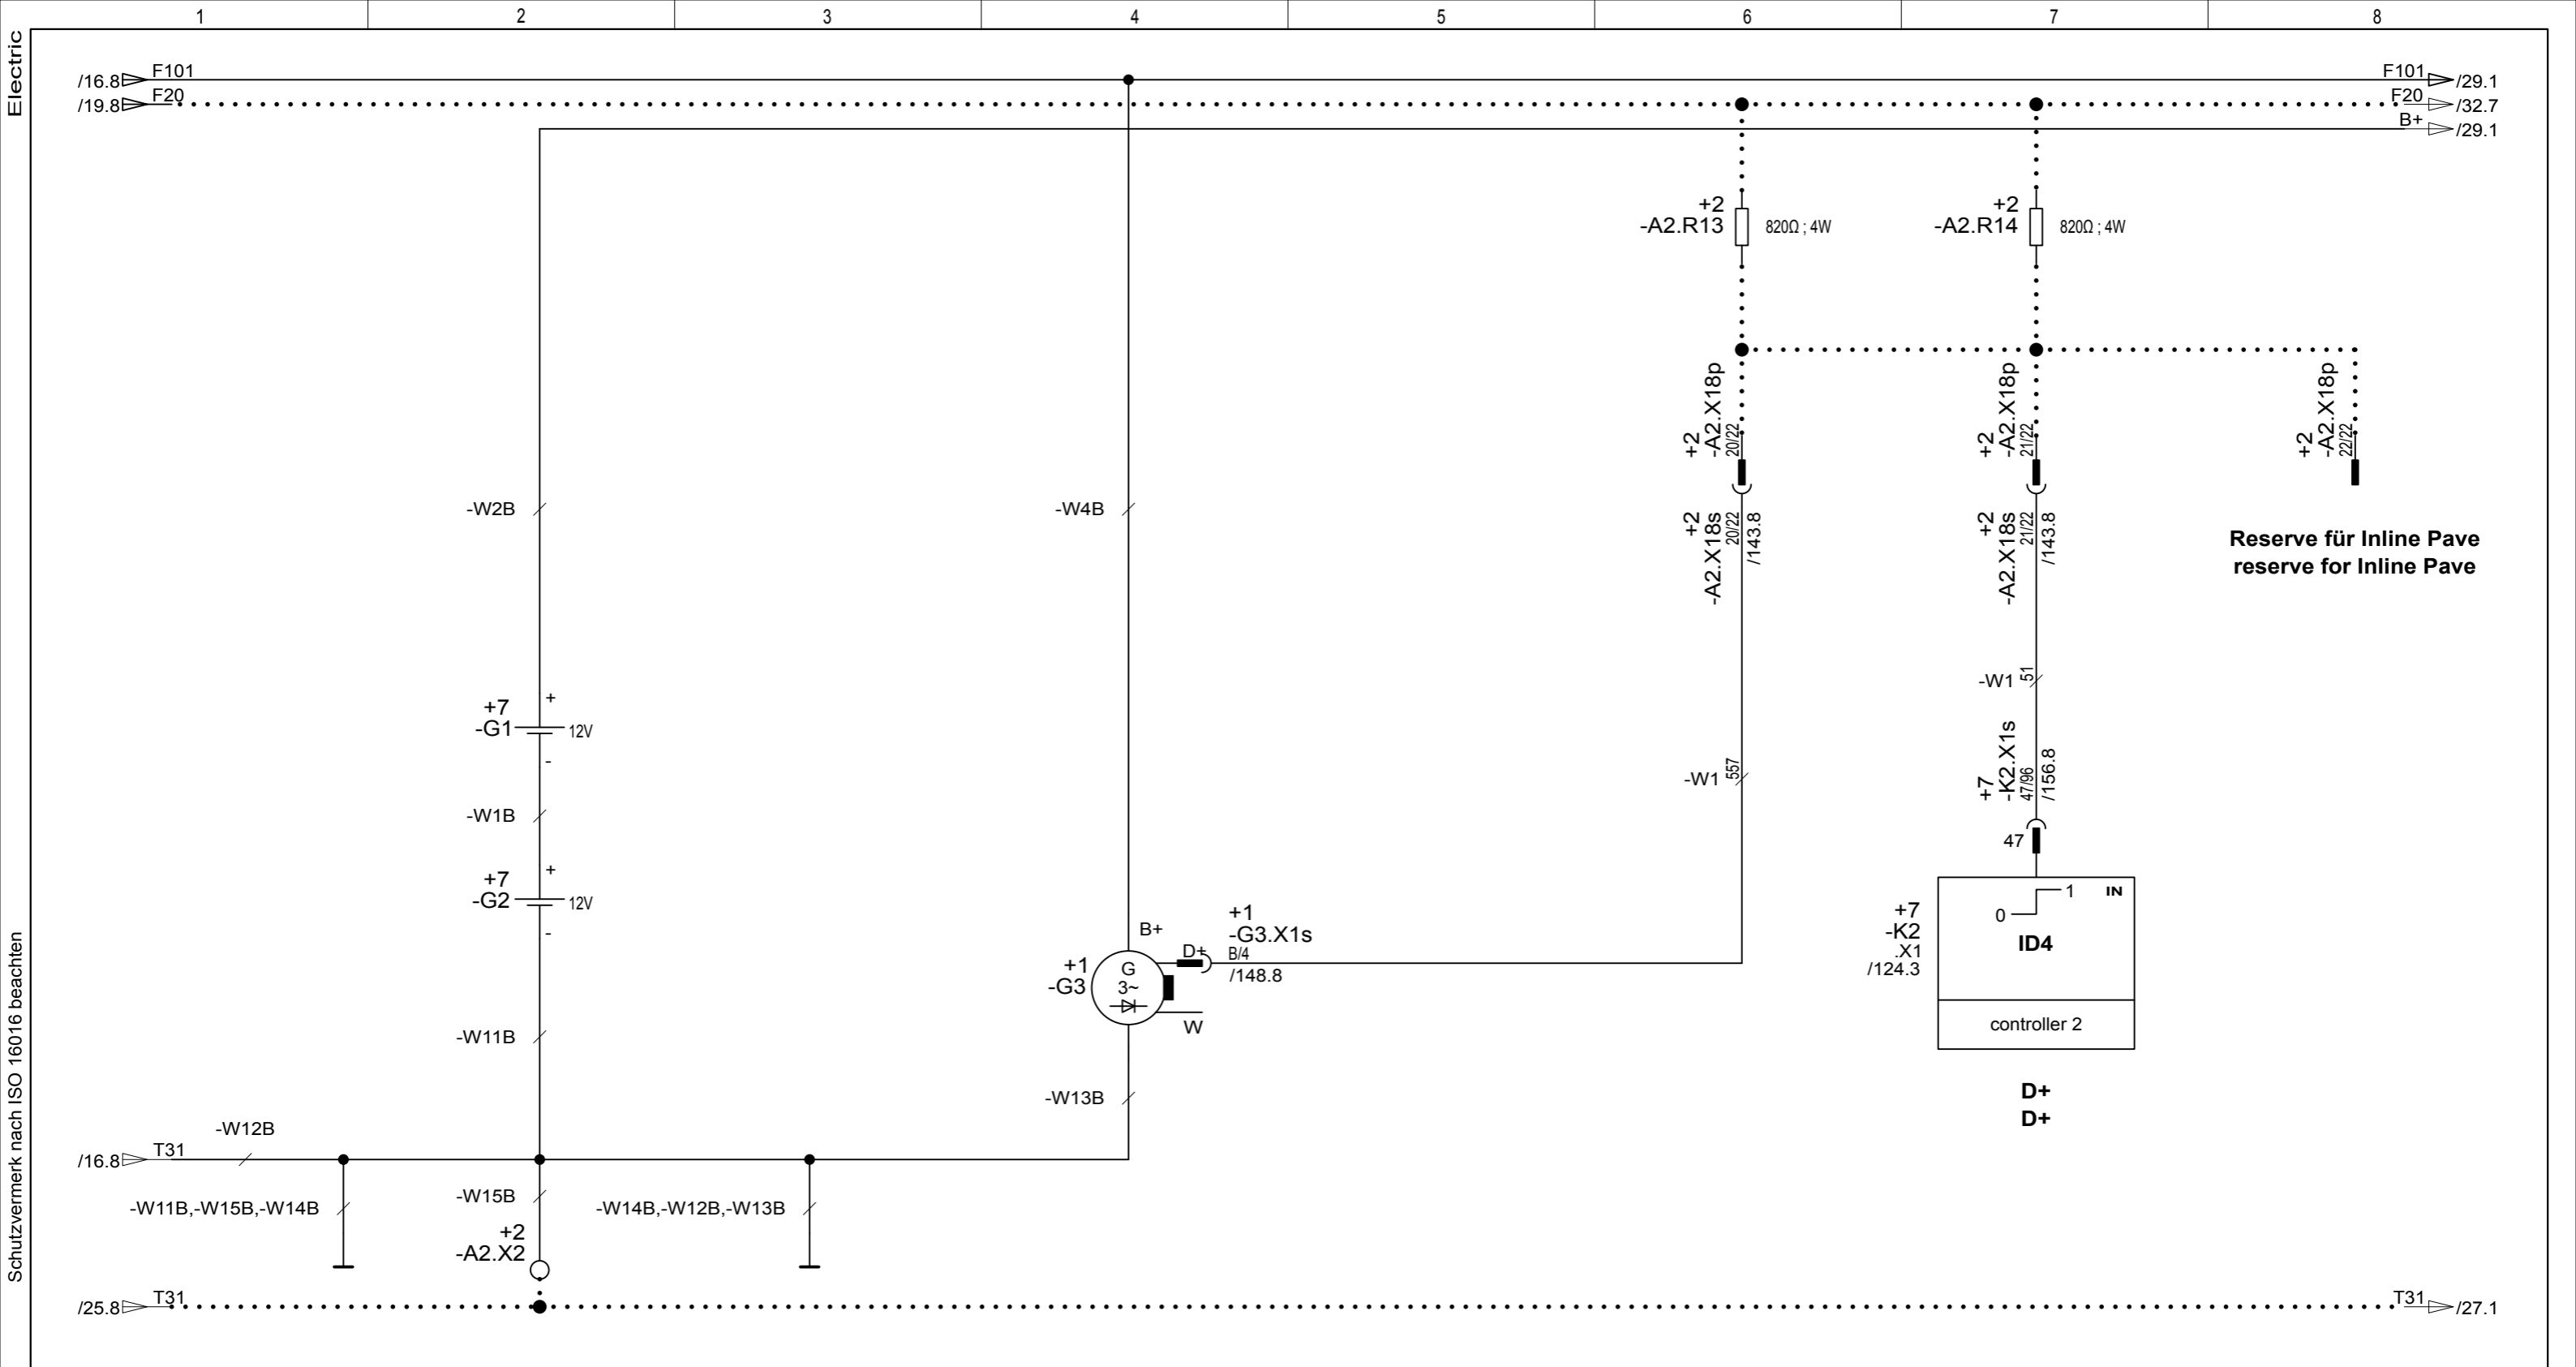 1 2 3 4 5 6 7 8
Electric
/16.8 F101 F101 /29.1
/19.8 F20 F20 /32.7
B+ /29.1
+2
-A2.R13 820Ω ; 4W
+2
-A2.R14 820Ω ; 4W
+2
-A2.X18p
20/22
+2
-A2.X18p
21/22
+2
-A2.X18p
22/22
-W2B
-W4B
+2
-A2.X18s
20/22
/143.8
+2
-A2.X18s
21/22
/143.8
Reserve für Inline Pave
reserve for Inline Pave
-W1 51
+7
-G1
+
12V
-
-W1 557
+7
-K2.X1s
47/96
/156.8
47
-W1B
+7
-G2
+
12V
-
+1
-G3
B+
G
3~
D+
W
+1
-G3.X1s
B/4
/148.8
+7
-K2
.X1
/124.3
0 1 IN
ID4
controller 2
D+
D+
-W11B
-W13B
Schutzvermerk nach ISO 16016 beachten
-W12B
/16.8 T31
-W11B,-W15B,-W14B
-W15B
-W14B,-W12B,-W13B
+2
-A2.X2
/25.8 T31 T31 /27.1